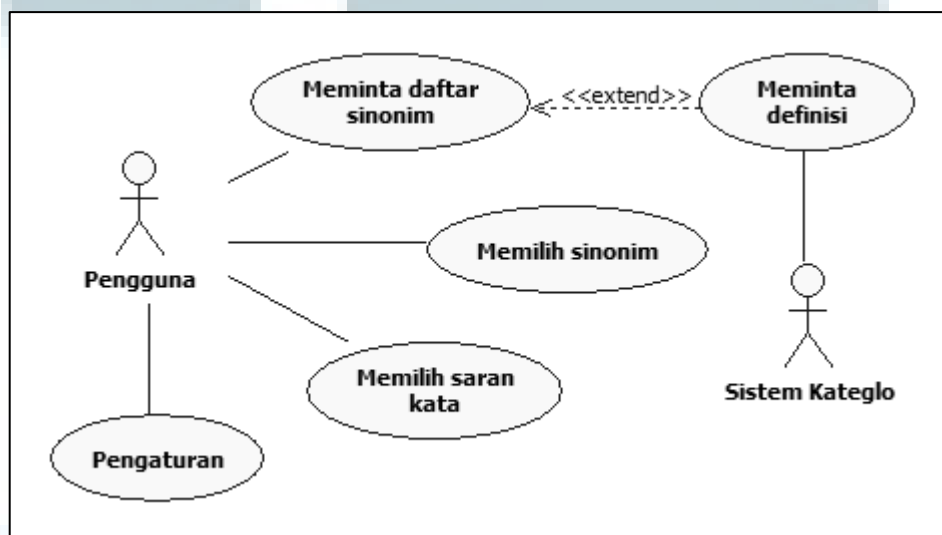 Meminta daftar
sinonim
<<extend>>
Meminta
definisi
Memilih sinonim
Pengguna
Memilih saran
kata
Sistem Kateglo
Pengaturan